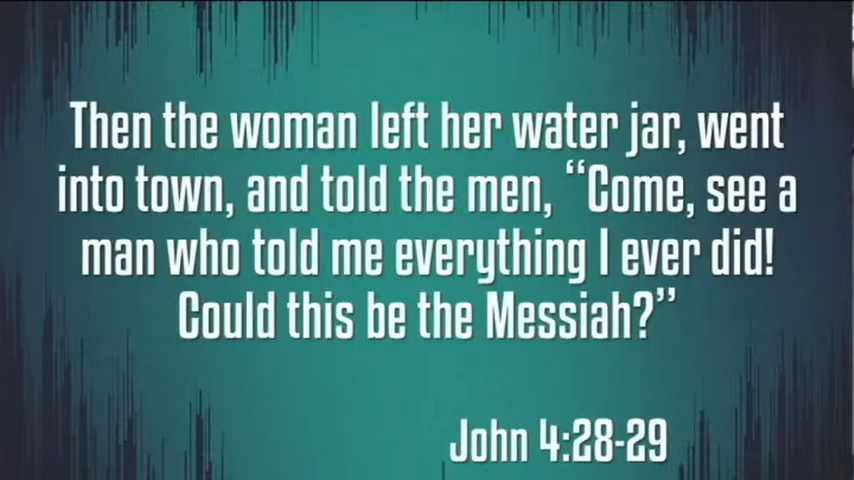 Then the woman left her water jar, went
into town, and told the men, “Come, see a
man who told me everything I ever did!
Could this be the Messiah?”
John 4:28-29